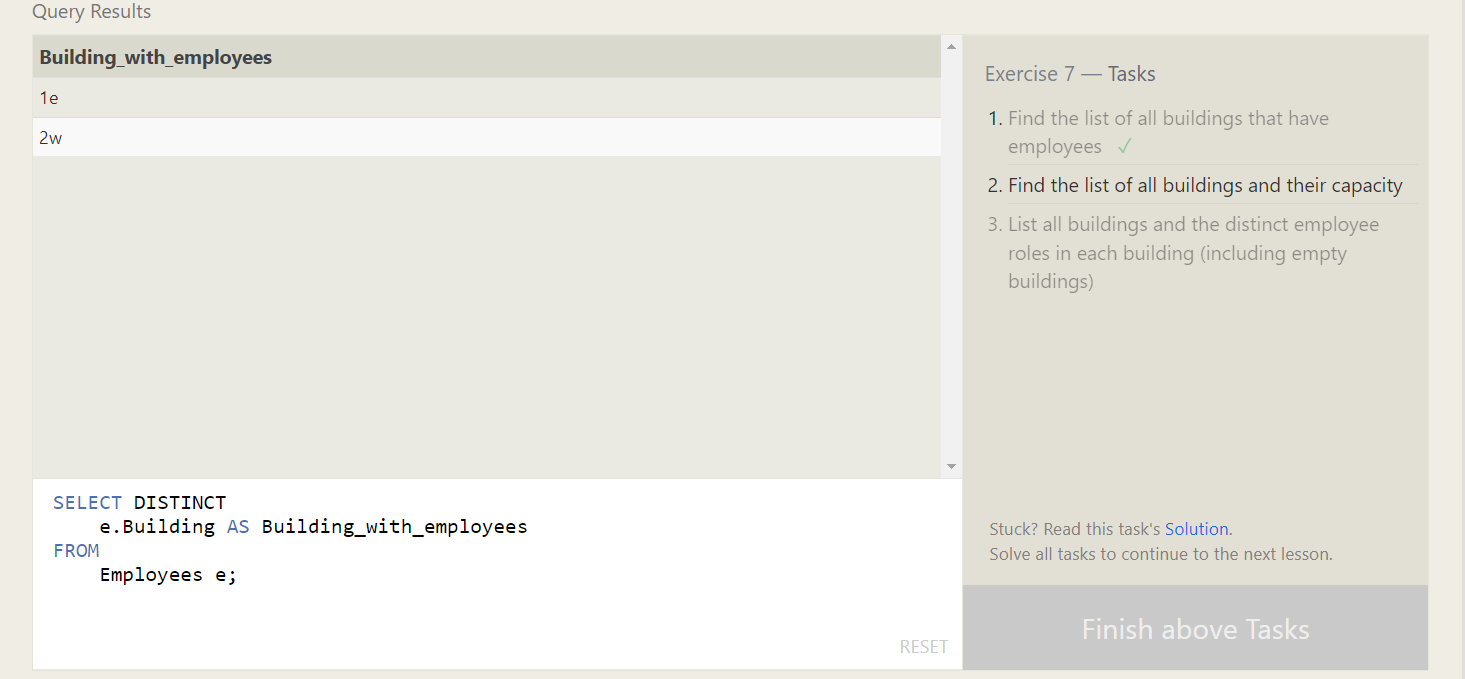 Query Results
Building_with_employees
1e
2w
SELECT DISTINCT
e.Building AS Building_with_employees
FROM
Employees e;
RESET
Exercise 7 — Tasks
1. Find the list of all buildings that have
employees ✓
2. Find the list of all buildings and their capacity
3. List all buildings and the distinct employee
roles in each building (including empty
buildings)
Stuck? Read this task's Solution.
Solve all tasks to continue to the next lesson.
Finish above Tasks